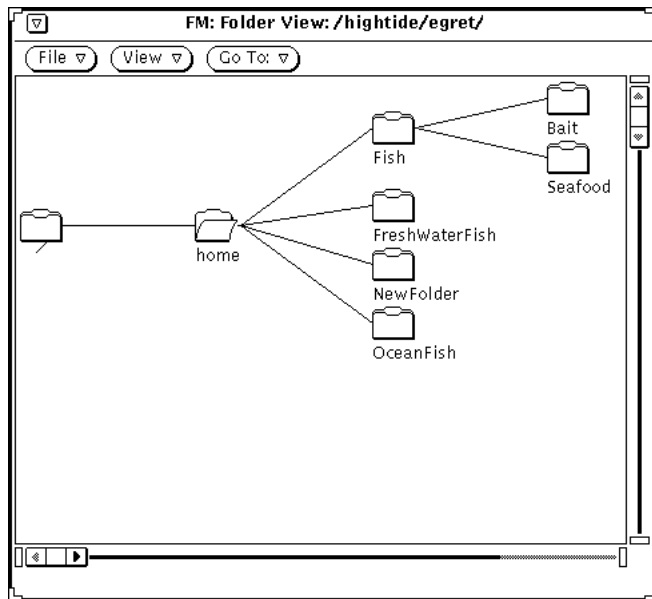 FM: Folder View: /hightide/egret/
File View Go To:
Bait
Fish
Seafood
/
home
FreshWaterFish
NewFolder
OceanFish